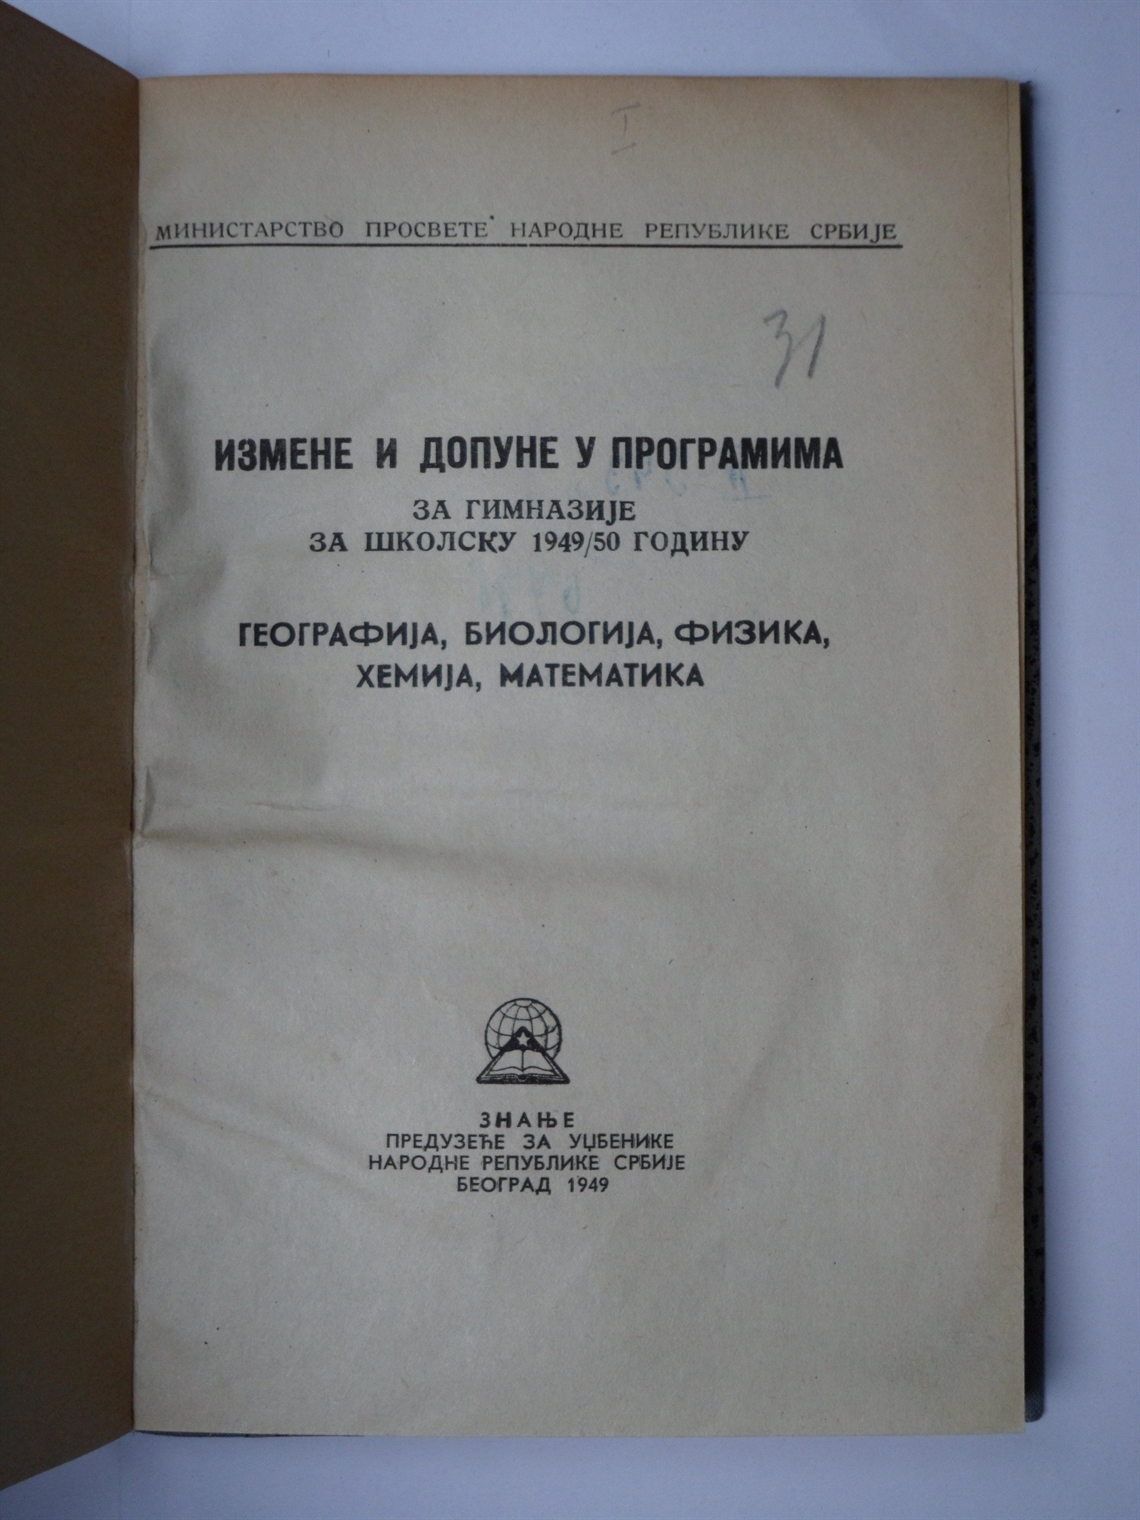 I
МИНИСТАРСТВО ПРОСВЕТЕ НАРОДНЕ РЕПУБЛИКЕ СРБИЈЕ
31
ИЗМЕНЕ И ДОПУНЕ У ПРОГРАМИМА
ЗА ГИМНАЗИЈЕ
ЗА ШКОЛСКУ 1949/50 ГОДИНУ
ГЕОГРАФИЈА, БИОЛОГИЈА, ФИЗИКА,
ХЕМИЈА, МАТЕМАТИКА
ЗНАЊЕ
ПРЕДУЗЕЋЕ ЗА УЏБЕНИКЕ
НАРОДНЕ РЕПУБЛИКЕ СРБИЈЕ
БЕОГРАД 1949